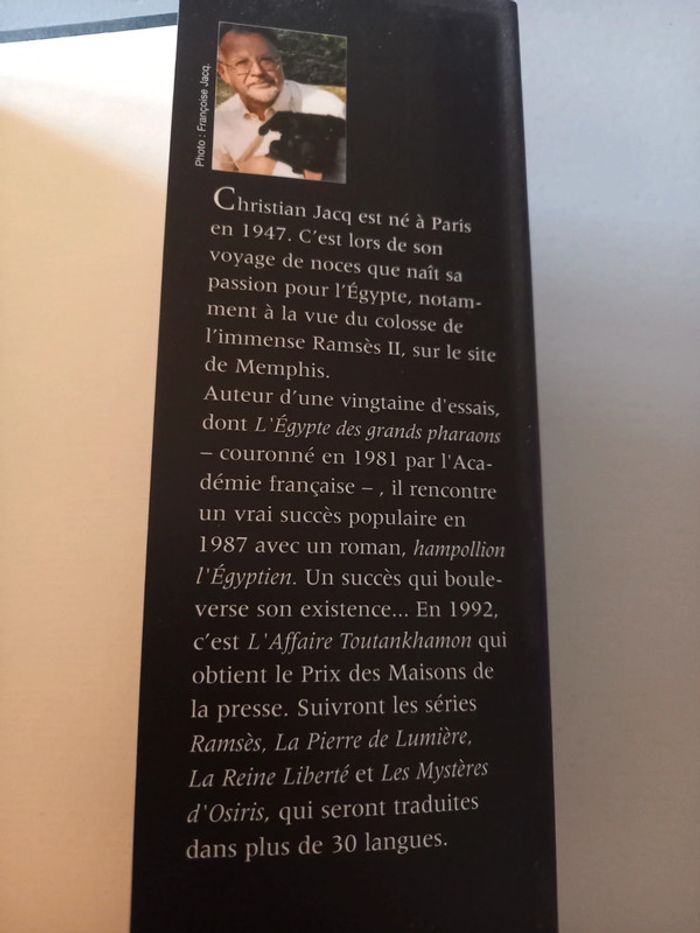 Photo : Françoise Jacq.
Christian Jacq est né à Paris
en 1947. C’est lors de son
voyage de noces que naît sa
passion pour l’Égypte, notam-
ment à la vue du colosse de
l’immense Ramsès II, sur le site
de Memphis.
Auteur d’une vingtaine d'essais,
dont L'Égypte des grands pharaons
– couronné en 1981 par l'Aca-
démie française – , il rencontre
un vrai succès populaire en
1987 avec un roman, hampollion
l'Égyptien. Un succès qui boule-
verse son existence... En 1992,
c’est L'Affaire Toutankhamon qui
obtient le Prix des Maisons de
la presse. Suivront les séries
Ramsès, La Pierre de Lumière,
La Reine Liberté et Les Mystères
d'Osiris, qui seront traduites
dans plus de 30 langues.